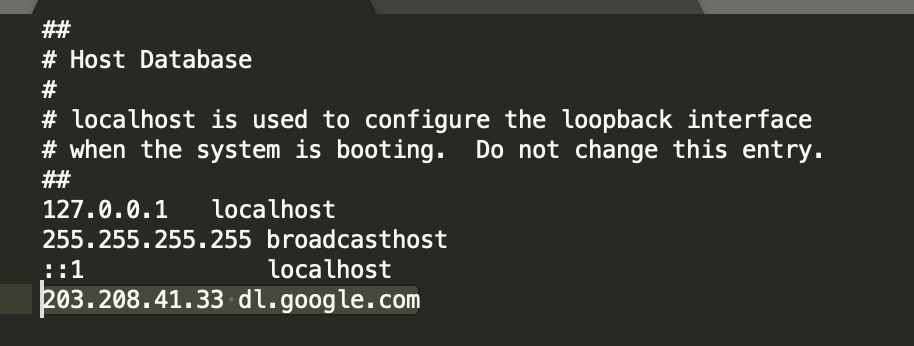 ##
# Host Database
#
# localhost is used to configure the loopback interface
# when the system is booting.  Do not change this entry.
##
127.0.0.1   localhost
255.255.255.255 broadcasthost
::1             localhost
203.208.41.33 dl.google.com